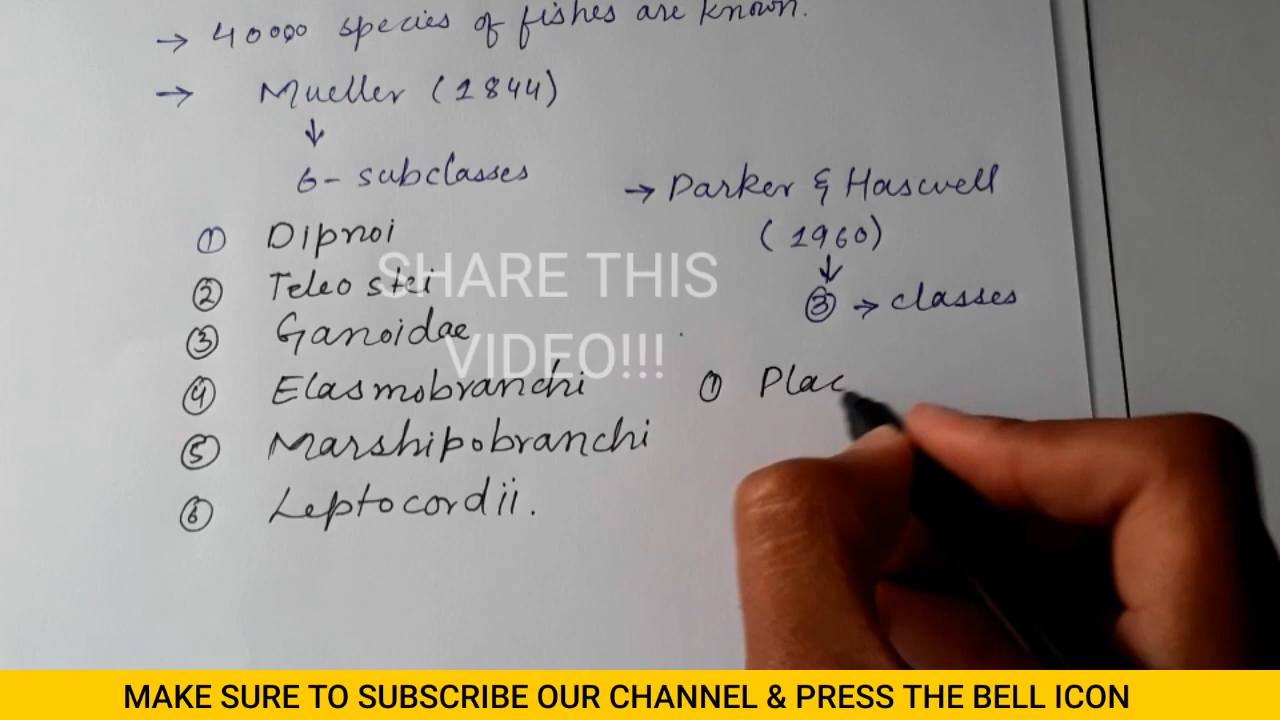 → 40000 species of fishes are known.
→ Mueller (1844)
↓
6- subclasses
① Dipnoi
② Teleostei
③ Ganoidae
④ Elasmobranchi
⑤ Marshipobranchi
⑥ Leptocordii.
→ Parker & Haswell
(1960)
↓
③ → classes
① Plac
SHARE THIS
VIDEO!!!
MAKE SURE TO SUBSCRIBE OUR CHANNEL & PRESS THE BELL ICON